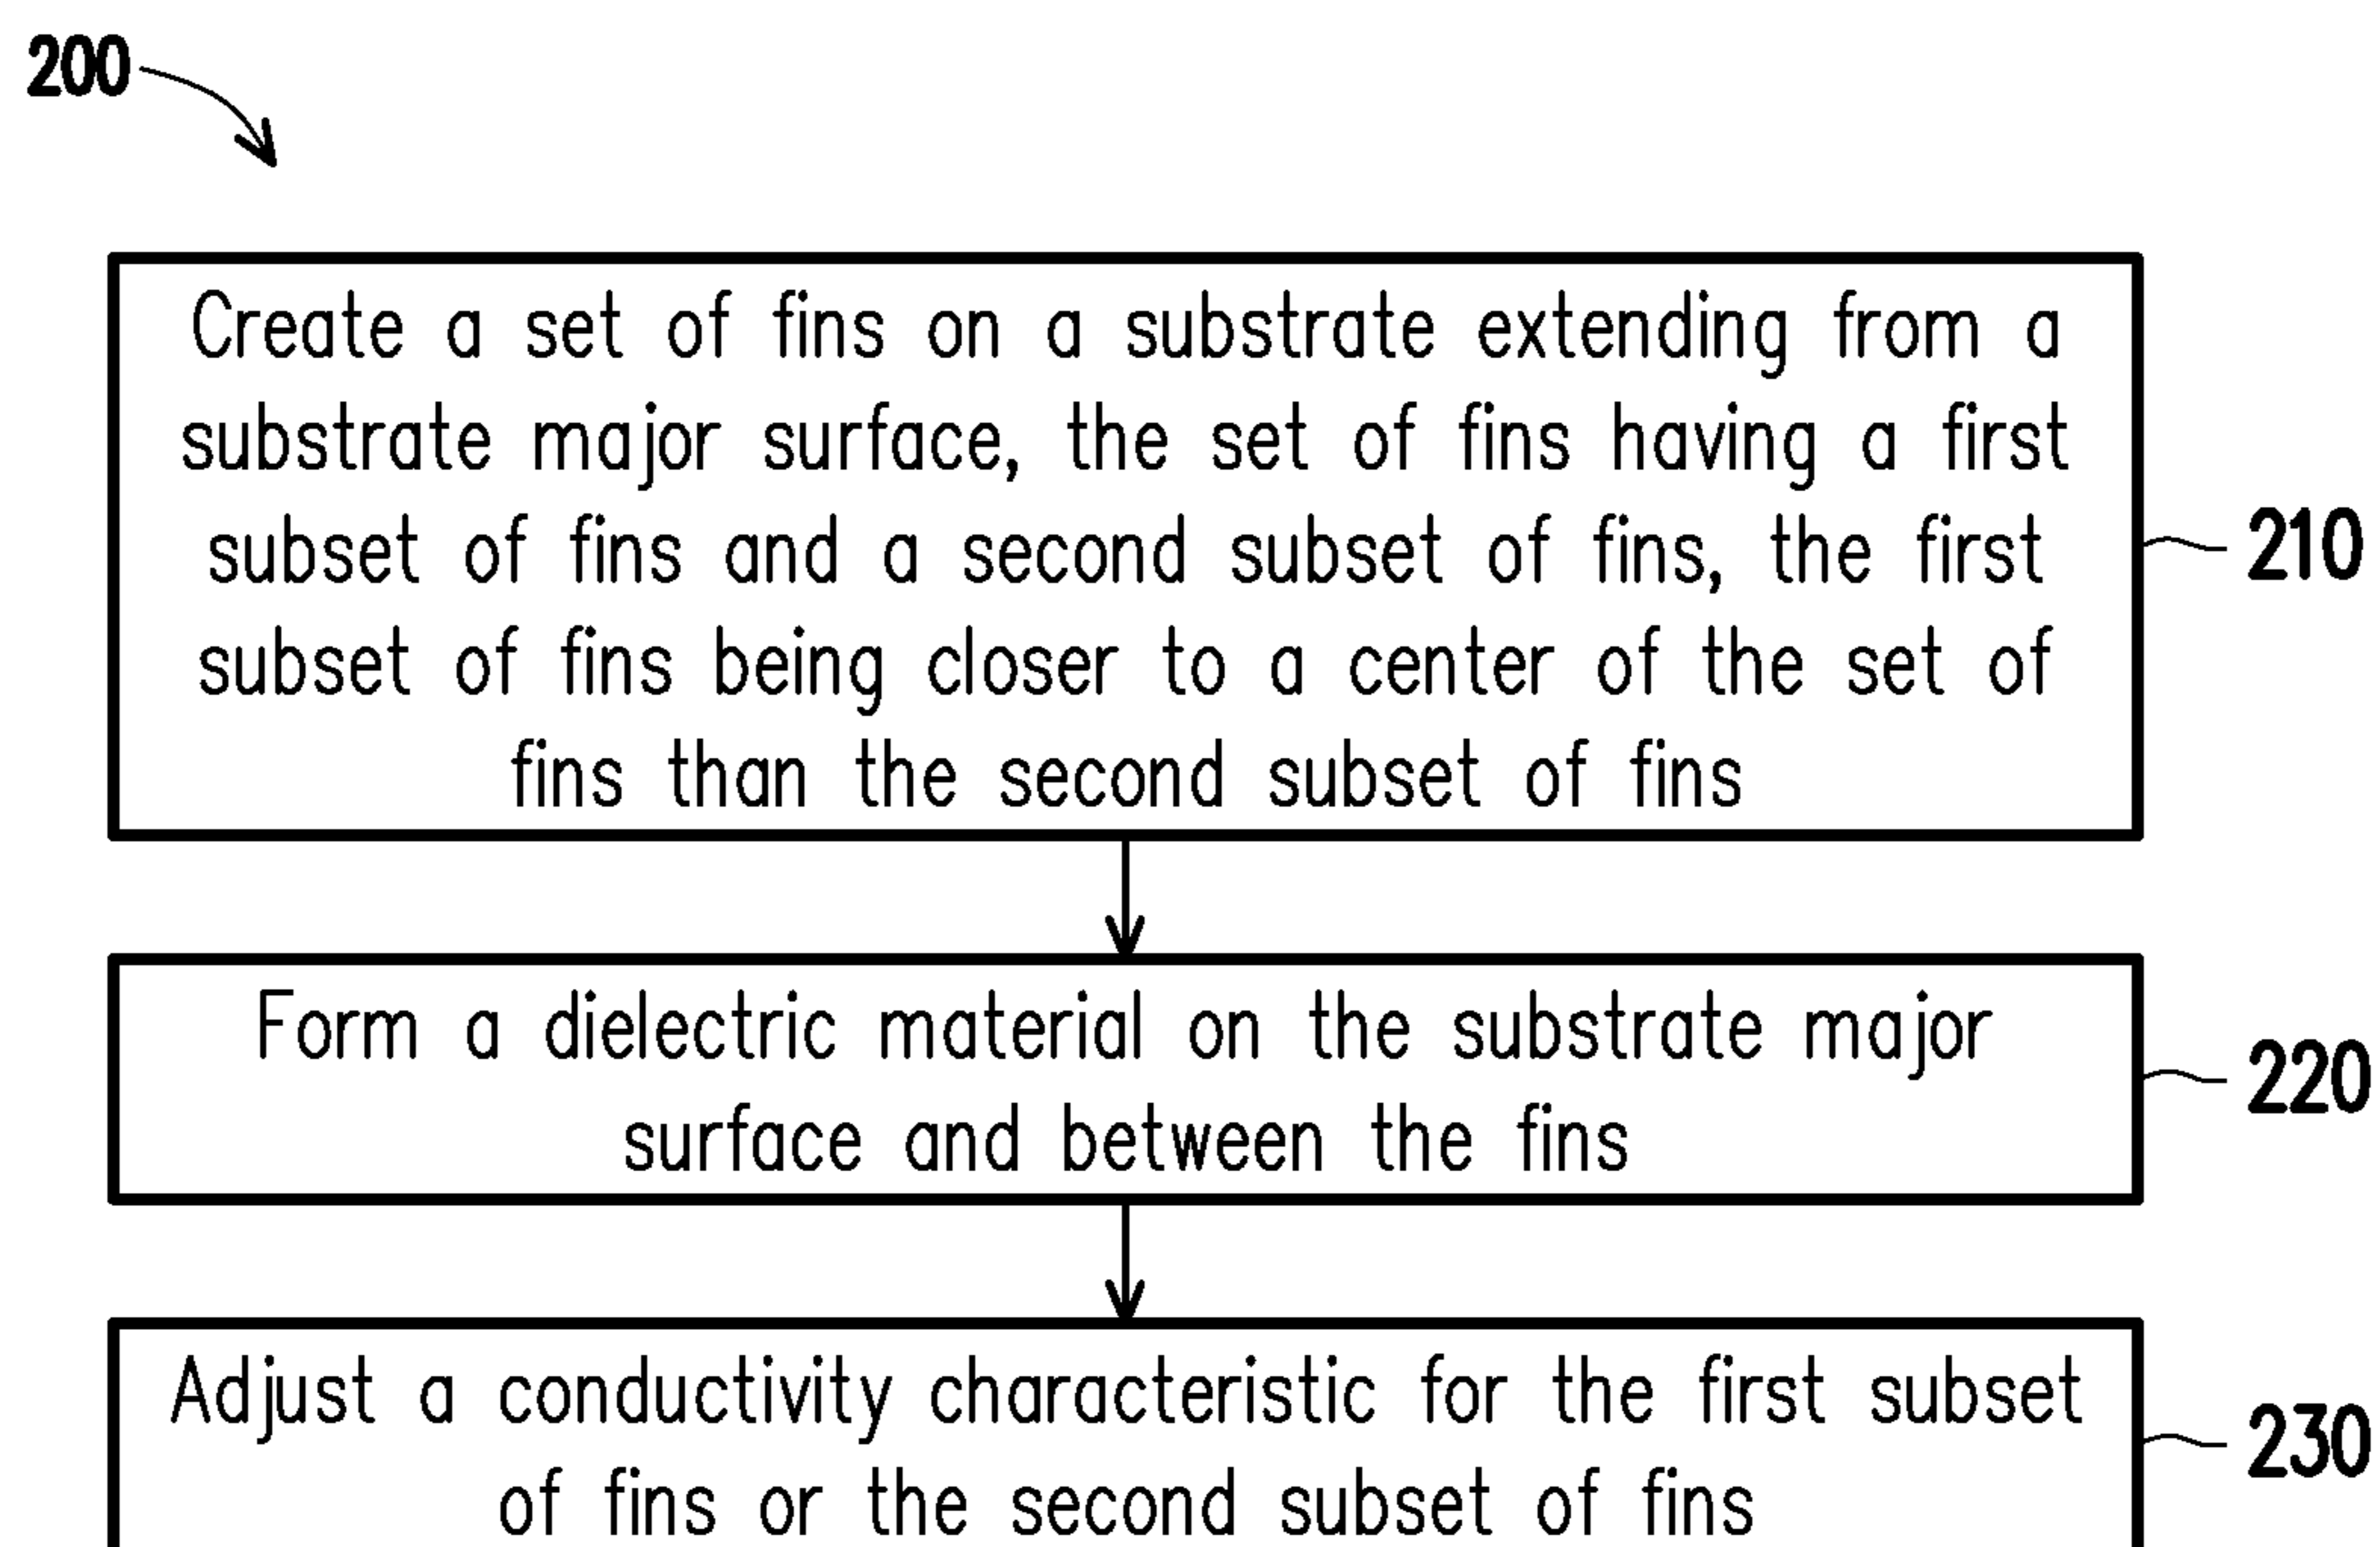 200
Create a set of fins on a substrate extending from a
substrate major surface, the set of fins having a first
subset of fins and a second subset of fins, the first
subset of fins being closer to a center of the set of
fins than the second subset of fins
210
Form a dielectric material on the substrate major
surface and between the fins
220
Adjust a conductivity characteristic for the first subset
of fins or the second subset of fins
230